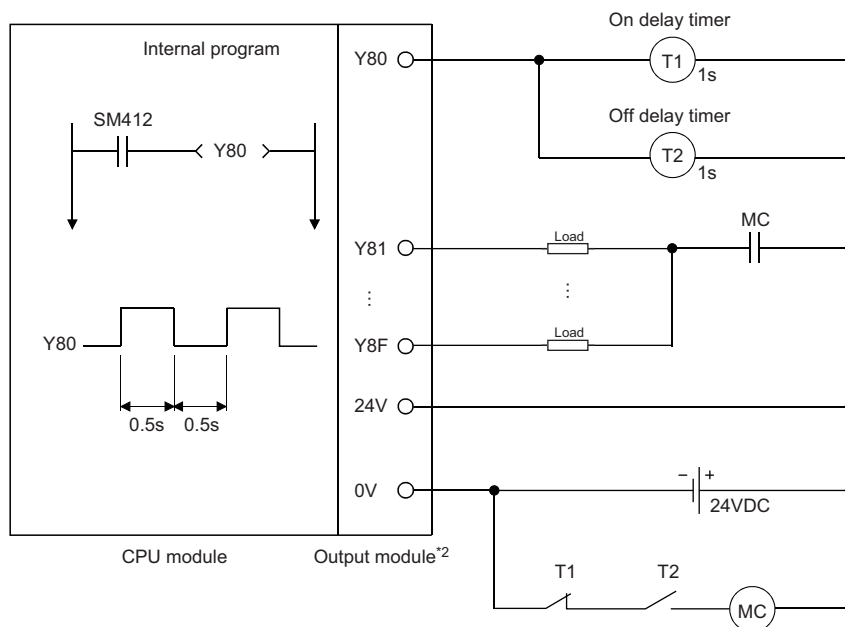 On delay timer
Internal program
Y80
T1
1s
SM412
Y80
Off delay timer
T2
1s
MC
Y81
Load
Y80
Y8F
Load
24V
0.5s
0.5s
0V
− +
24VDC
CPU module
Output module*2
T1
T2
MC